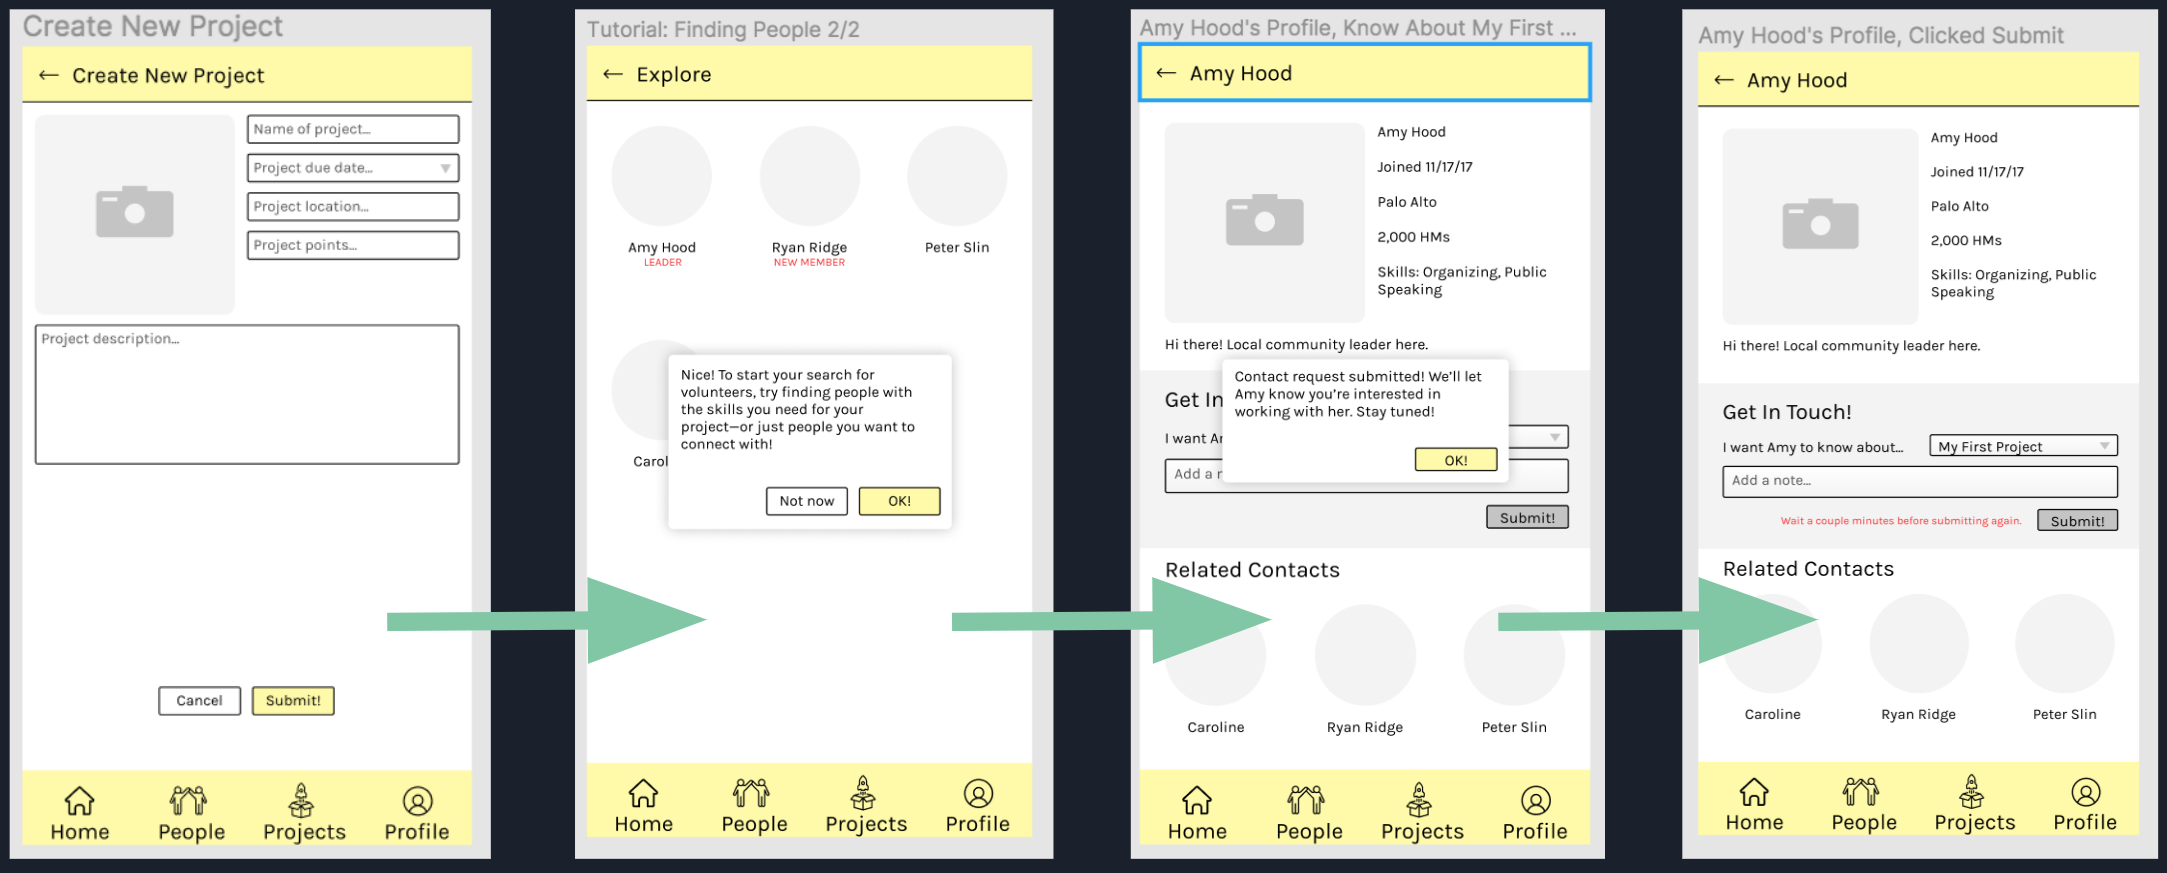 Create New Project
← Create New Project
Name of project...
Project due date...
Project location...
Project points...
Project description...
Cancel
Submit!
Home
People
Projects
Profile
Tutorial: Finding People 2/2
← Explore
Amy Hood
LEADER
Ryan Ridge
NEW MEMBER
Peter Slin
Carol
Nice! To start your search for
volunteers, try finding people with
the skills you need for your
project—or just people you want to
connect with!
Not now
OK!
Home
People
Projects
Profile
Amy Hood's Profile, Know About My First ...
← Amy Hood
Amy Hood
Joined 11/17/17
Palo Alto
2,000 HMs
Skills: Organizing, Public
Speaking
Hi there! Local community leader here.
Get In
I want Ar
Add a r
Contact request submitted! We'll let
Amy know you're interested in
working with her. Stay tuned!
OK!
Submit!
Related Contacts
Caroline
Ryan Ridge
Peter Slin
Home
People
Projects
Profile
Amy Hood's Profile, Clicked Submit
← Amy Hood
Amy Hood
Joined 11/17/17
Palo Alto
2,000 HMs
Skills: Organizing, Public
Speaking
Hi there! Local community leader here.
Get In Touch!
I want Amy to know about...
My First Project
Add a note...
Wait a couple minutes before submitting again.
Submit!
Related Contacts
Caroline
Ryan Ridge
Peter Slin
Home
People
Projects
Profile